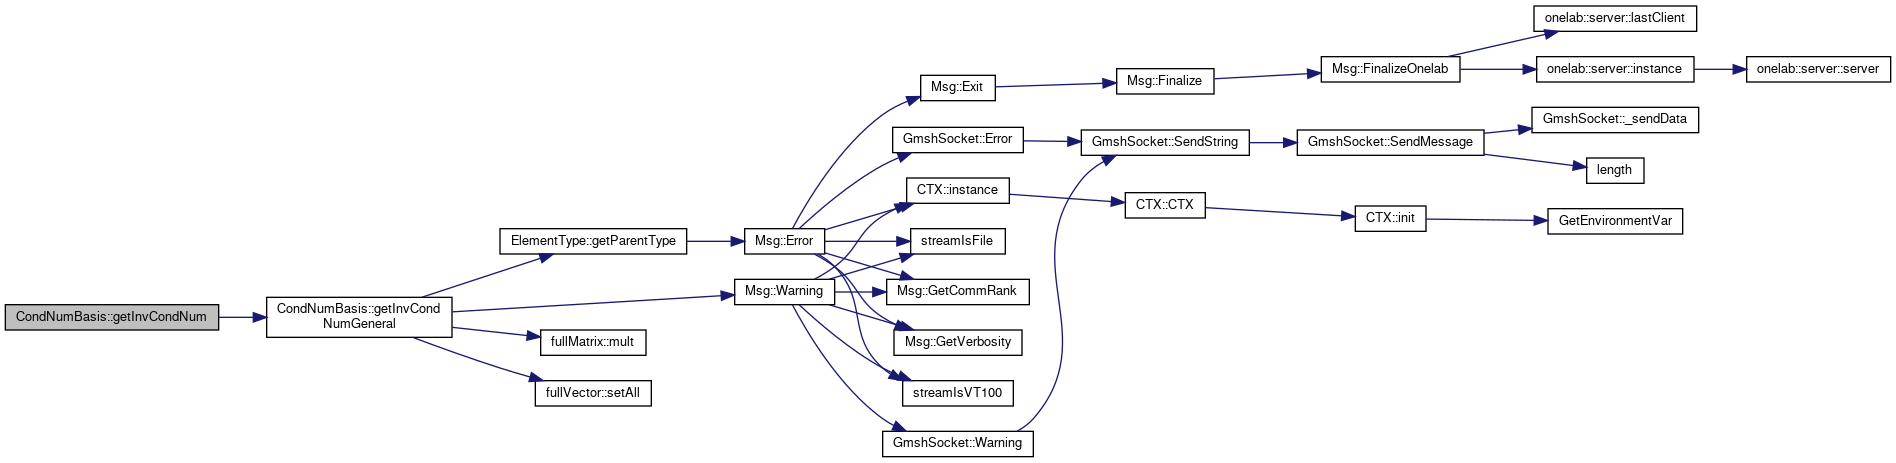 CondNumBasis::getInvCondNum
CondNumBasis::getInvCond
NumGeneral
ElementType::getParentType
fullMatrix::mult
fullVector::setAll
Msg::Error
Msg::Warning
Msg::Exit
GmshSocket::Error
CTX::instance
streamIsFile
Msg::GetCommRank
Msg::GetVerbosity
streamIsVT100
GmshSocket::Warning
Msg::Finalize
GmshSocket::SendString
CTX::CTX
Msg::FinalizeOnelab
GmshSocket::SendMessage
CTX::init
onelab::server::lastClient
onelab::server::instance
GmshSocket::_sendData
length
GetEnvironmentVar
onelab::server::server